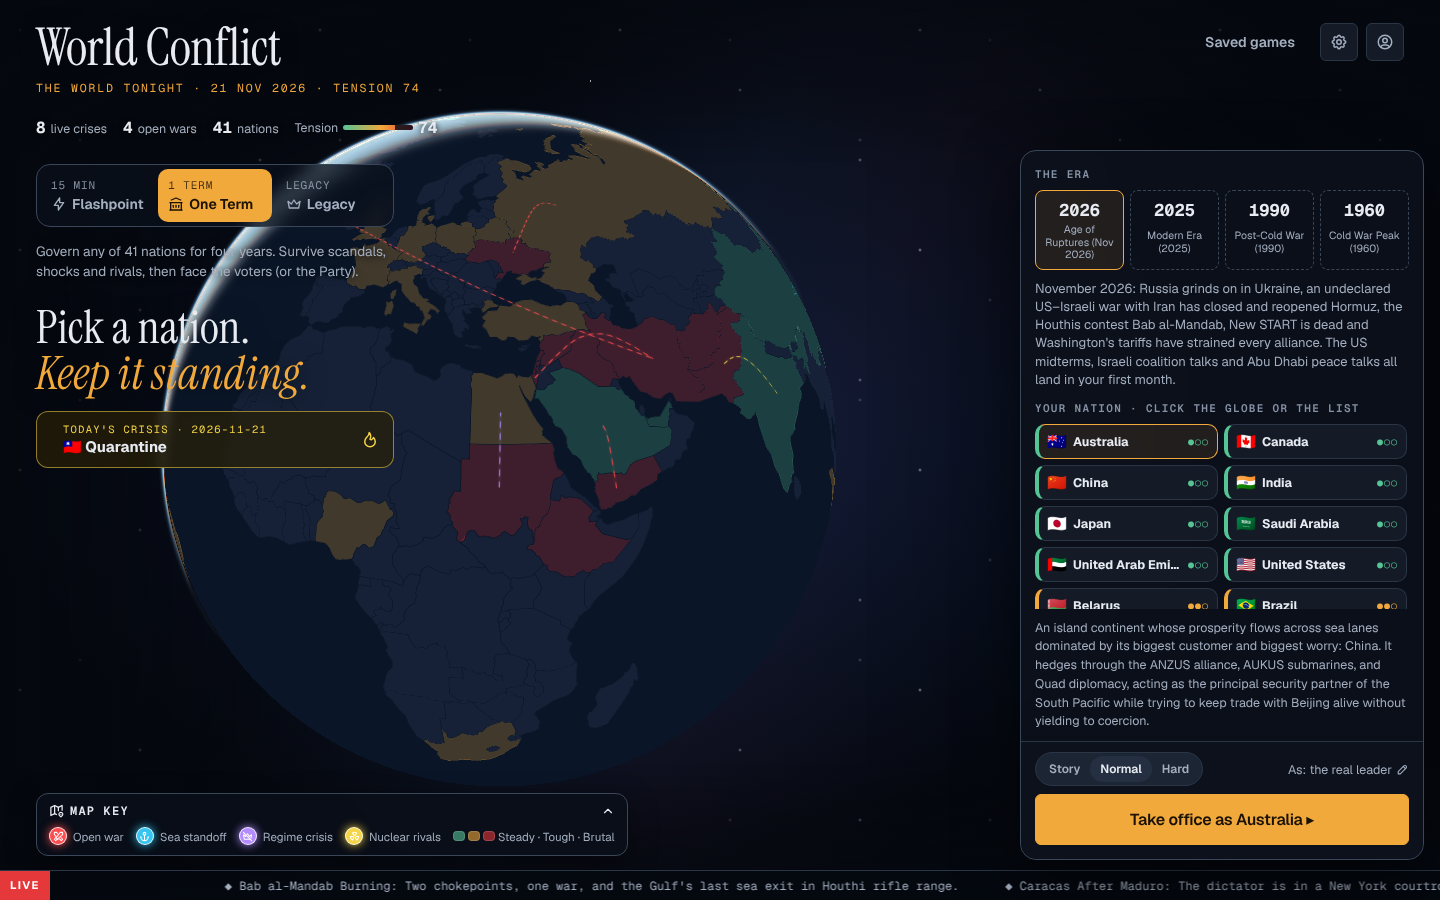 World Conflict
Saved games
THE WORLD TONIGHT · 21 NOV 2026 · TENSION 74
8 live crises 4 open wars 41 nations Tension 74
15 MIN
Flashpoint
1 TERM
One Term
LEGACY
Legacy
Govern any of 41 nations for four years. Survive scandals,
shocks and rivals, then face the voters (or the Party).
Pick a nation.
Keep it standing.
TODAY'S CRISIS · 2026-11-21
🇹🇼 Quarantine
THE ERA
2026
Age of
Ruptures (Nov
2026)
2025
Modern Era
(2025)
1990
Post-Cold War
(1990)
1960
Cold War Peak
(1960)
November 2026: Russia grinds on in Ukraine, an undeclared
US–Israeli war with Iran has closed and reopened Hormuz, the
Houthis contest Bab al-Mandab, New START is dead and
Washington's tariffs have strained every alliance. The US
midterms, Israeli coalition talks and Abu Dhabi peace talks all
land in your first month.
YOUR NATION · CLICK THE GLOBE OR THE LIST
Australia
Canada
China
India
Japan
Saudi Arabia
United Arab Emi...
United States
Belarus
Brazil
An island continent whose prosperity flows across sea lanes
dominated by its biggest customer and biggest worry: China. It
hedges through the ANZUS alliance, AUKUS submarines, and
Quad diplomacy, acting as the principal security partner of the
South Pacific while trying to keep trade with Beijing alive without
yielding to coercion.
Story Normal Hard
As: the real leader
Take office as Australia ▸
MAP KEY
Open war Sea standoff Regime crisis Nuclear rivals Steady · Tough · Brutal
LIVE
◆ Bab al-Mandab Burning: Two chokepoints, one war, and the Gulf's last sea exit in Houthi rifle range. ◆ Caracas After Maduro: The dictator is in a New York